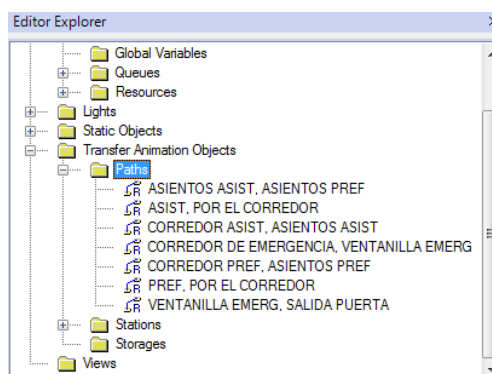 Editor Explorer
Global Variables
Queues
Resources
Lights
Static Objects
Transfer Animation Objects
Paths
ASIENTOS ASIST, ASIENTOS PREF
ASIST, POR EL CORREDOR
CORREDOR ASIST, ASIENTOS ASIST
CORREDOR DE EMERGENCIA, VENTANILLA EMERG
CORREDOR PREF, ASIENTOS PREF
PREF, POR EL CORREDOR
VENTANILLA EMERG, SALIDA PUERTA
Stations
Storages
Views